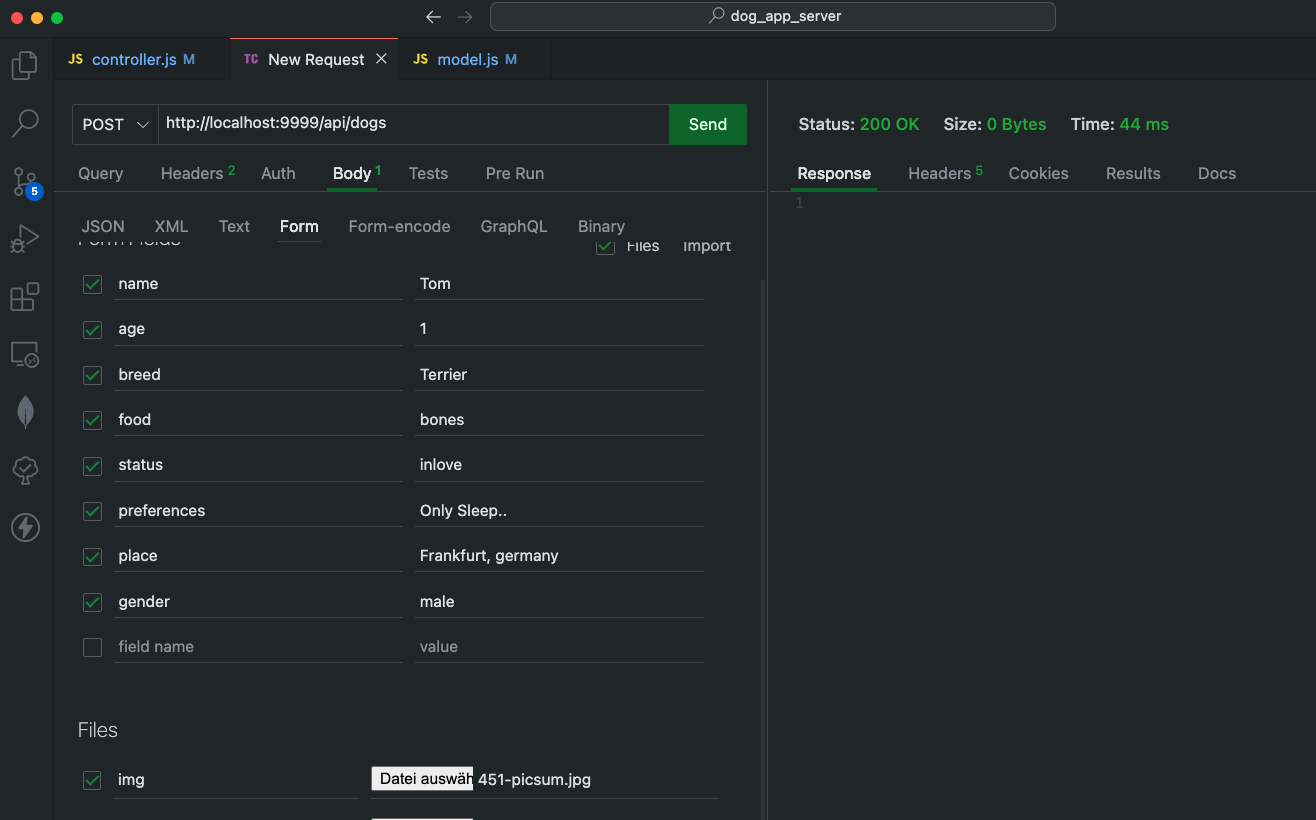 dog_app_server
JS controller.js M
TC New Request
JS model.js M
POST http://localhost:9999/api/dogs Send
Status: 200 OK Size: 0 Bytes Time: 44 ms
Query Headers 2 Auth Body 1 Tests Pre Run
Response Headers 5 Cookies Results Docs
JSON XML Text Form Form-encode GraphQL Binary
1
5
Form Fields Files Import
name Tom
age 1
breed Terrier
food bones
status inlove
preferences Only Sleep..
place Frankfurt, germany
gender male
field name value
Files
img Datei auswäh 451-picsum.jpg